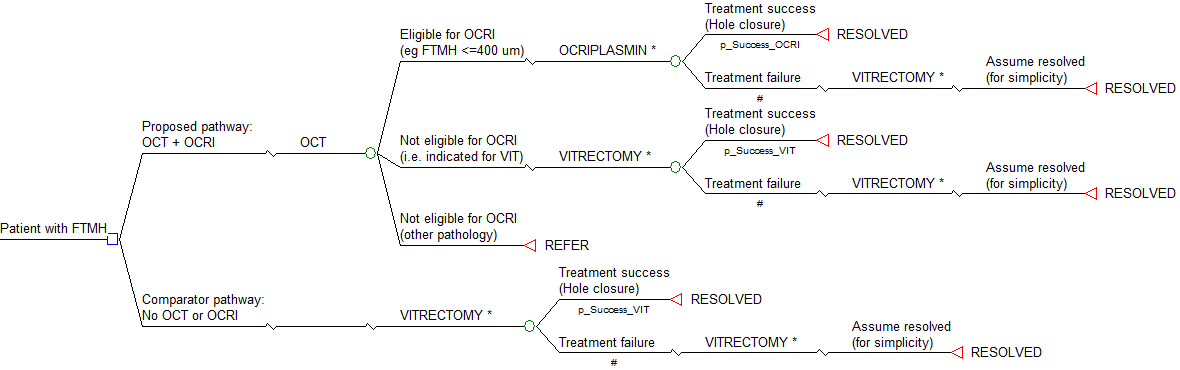 Treatment success
(Hole closure)
RESOLVED
p_Success_OCRI
Eligible for OCRI
(eg FTMH <=400 um)
OCRIPLASMIN *
Treatment failure
#
VITRECTOMY *
Assume resolved
(for simplicity)
RESOLVED
Proposed pathway:
OCT + OCRI
OCT
Treatment success
(Hole closure)
RESOLVED
p_Success_VIT
Not eligible for OCRI
(i.e. indicated for VIT)
VITRECTOMY *
Treatment failure
#
VITRECTOMY *
Assume resolved
(for simplicity)
RESOLVED
Not eligible for OCRI
(other pathology)
REFER
Patient with FTMH
Comparator pathway:
No OCT or OCRI
VITRECTOMY *
Treatment success
(Hole closure)
RESOLVED
p_Success_VIT
Treatment failure
#
VITRECTOMY *
Assume resolved
(for simplicity)
RESOLVED